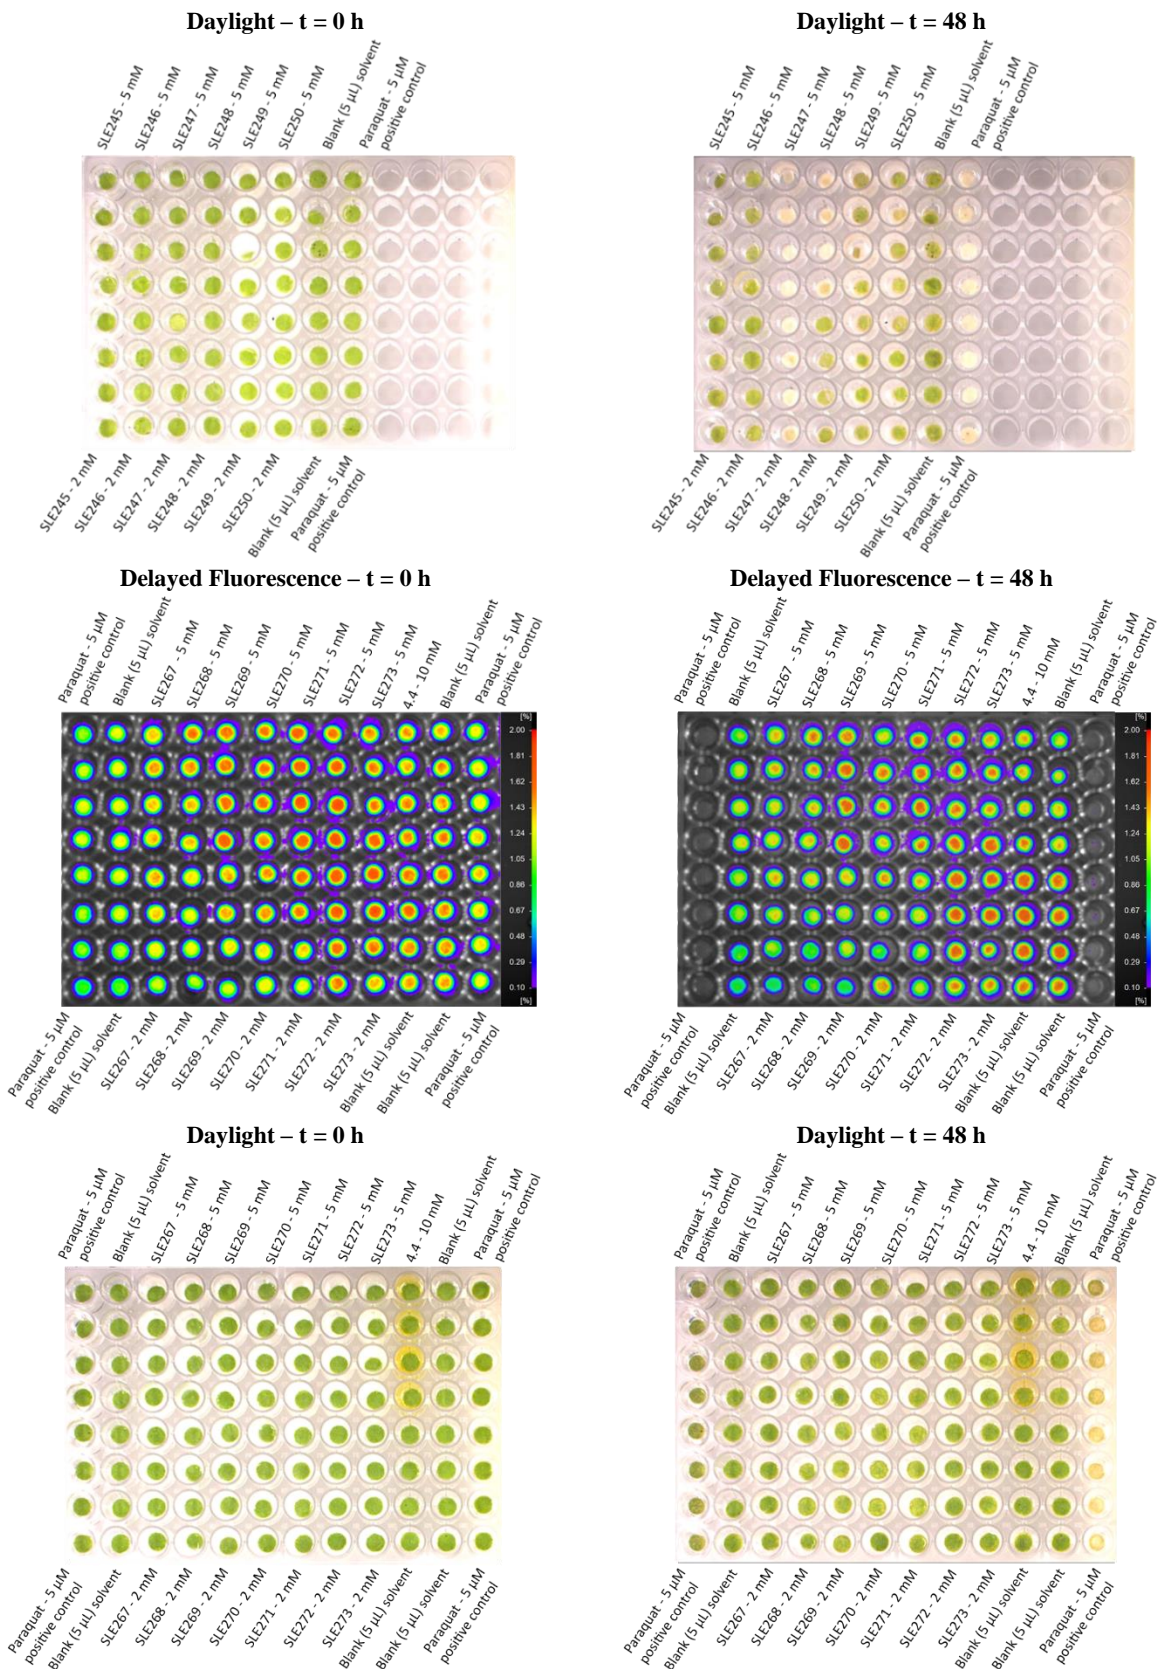 Daylight – t = 0 h
Daylight – t = 48 h
SLE245 - 5 mM
SLE246 - 5 mM
SLE247 - 5 mM
SLE248 - 5 mM
SLE249 - 5 mM
SLE250 - 5 mM
Blank (5 µL) solvent
Paraquat - 5 µM
positive control
SLE245 - 5 mM
SLE246 - 5 mM
SLE247 - 5 mM
SLE248 - 5 mM
SLE249 - 5 mM
SLE250 - 5 mM
Blank (5 µL) solvent
Paraquat - 5 µM
positive control
SLE245 - 2 mM
SLE246 - 2 mM
SLE247 - 2 mM
SLE248 - 2 mM
SLE249 - 2 mM
SLE250 - 2 mM
Blank (5 µL) solvent
Paraquat - 5 µM
positive control
SLE245 - 2 mM
SLE246 - 2 mM
SLE247 - 2 mM
SLE248 - 2 mM
SLE249 - 2 mM
SLE250 - 2 mM
Blank (5 µL) solvent
Paraquat - 5 µM
positive control
Delayed Fluorescence – t = 0 h
Delayed Fluorescence – t = 48 h
Paraquat - 5 µM
positive control
Blank (5 µL) solvent
SLE267 - 5 mM
SLE268 - 5 mM
SLE269 - 5 mM
SLE270 - 5 mM
SLE271 - 5 mM
SLE272 - 5 mM
SLE273 - 5 mM
4.4 - 10 mM
Blank (5 µL) solvent
Paraquat - 5 µM
positive control
Paraquat - 5 µM
positive control
Blank (5 µL) solvent
SLE267 - 5 mM
SLE268 - 5 mM
SLE269 - 5 mM
SLE270 - 5 mM
SLE271 - 5 mM
SLE272 - 5 mM
SLE273 - 5 mM
4.4 - 10 mM
Blank (5 µL) solvent
Paraquat - 5 µM
positive control
[%]
2.00
1.81
1.62
1.43
1.24
1.05
0.86
0.67
0.48
0.29
0.10
[%]
[%]
2.00
1.81
1.62
1.43
1.24
1.05
0.86
0.67
0.48
0.29
0.10
[%]
Paraquat - 5 µM
positive control
Blank (5 µL) solvent
SLE267 - 2 mM
SLE268 - 2 mM
SLE269 - 2 mM
SLE270 - 2 mM
SLE271 - 2 mM
SLE272 - 2 mM
SLE273 - 2 mM
Blank (5 µL) solvent
Blank (5 µL) solvent
Paraquat - 5 µM
positive control
Paraquat - 5 µM
positive control
Blank (5 µL) solvent
SLE267 - 2 mM
SLE268 - 2 mM
SLE269 - 2 mM
SLE270 - 2 mM
SLE271 - 2 mM
SLE272 - 2 mM
SLE273 - 2 mM
Blank (5 µL) solvent
Blank (5 µL) solvent
Paraquat - 5 µM
positive control
Daylight – t = 0 h
Daylight – t = 48 h
Paraquat - 5 µM
positive control
Blank (5 µL) solvent
SLE267 - 5 mM
SLE268 - 5 mM
SLE269 - 5 mM
SLE270 - 5 mM
SLE271 - 5 mM
SLE272 - 5 mM
SLE273 - 5 mM
4.4 - 10 mM
Blank (5 µL) solvent
Paraquat - 5 µM
positive control
Paraquat - 5 µM
positive control
Blank (5 µL) solvent
SLE267 - 5 mM
SLE268 - 5 mM
SLE269 - 5 mM
SLE270 - 5 mM
SLE271 - 5 mM
SLE272 - 5 mM
SLE273 - 5 mM
4.4 - 10 mM
Blank (5 µL) solvent
Paraquat - 5 µM
positive control
Paraquat - 5 µM
positive control
Blank (5 µL) solvent
SLE267 - 2 mM
SLE268 - 2 mM
SLE269 - 2 mM
SLE270 - 2 mM
SLE271 - 2 mM
SLE272 - 2 mM
SLE273 - 2 mM
Blank (5 µL) solvent
Blank (5 µL) solvent
Paraquat - 5 µM
positive control
Paraquat - 5 µM
positive control
Blank (5 µL) solvent
SLE267 - 2 mM
SLE268 - 2 mM
SLE269 - 2 mM
SLE270 - 2 mM
SLE271 - 2 mM
SLE272 - 2 mM
SLE273 - 2 mM
Blank (5 µL) solvent
Blank (5 µL) solvent
Paraquat - 5 µM
positive control